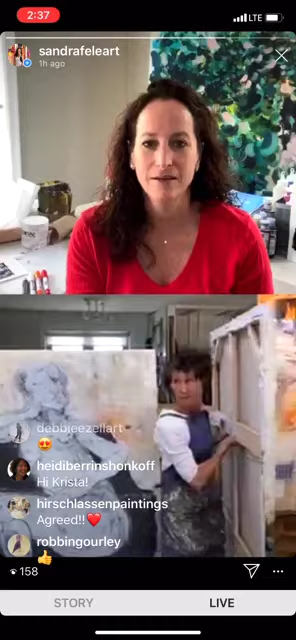 2:37
LTE
sandrafeleart
1h ago
debbieezellart
😍
heidiberrinshonkoff
Hi Krista!
hirschlassenpaintings
Agreed!!❤️
robbingourley
👍
158
STORY
LIVE